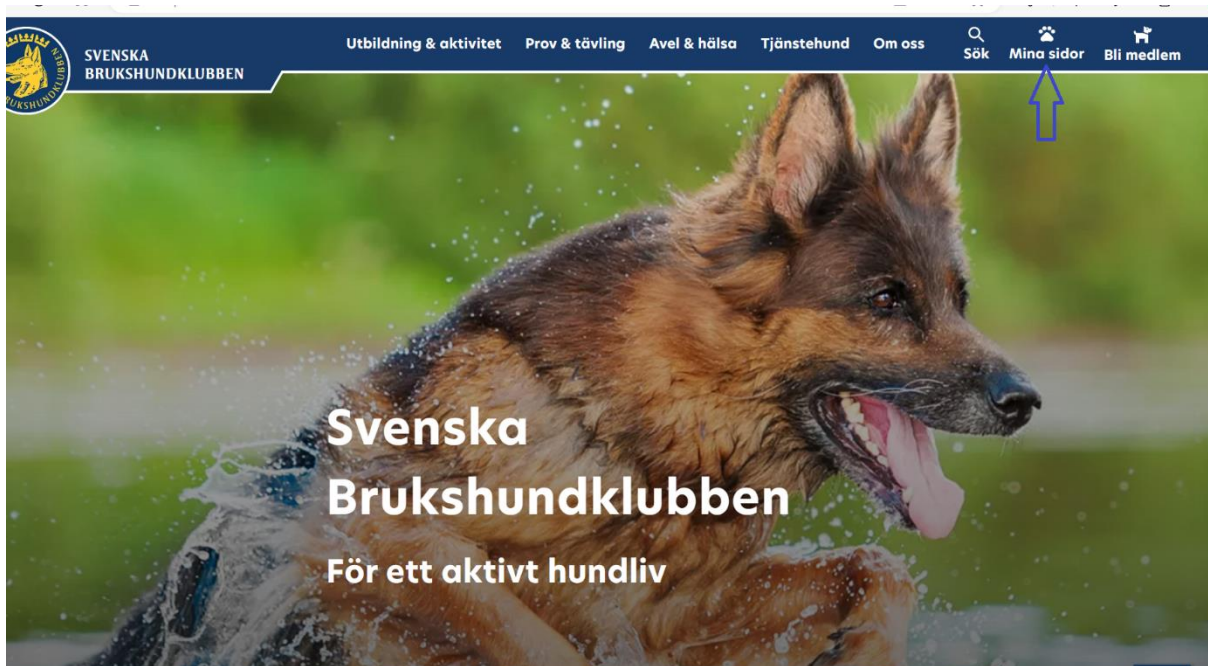 SVENSKA
BRUKSHUNDKLUBBEN
Utbildning & aktivitet Prov & tävling Avel & hälsa Tjänstehund Om oss Sök Mina sidor Bli medlem
Svenska
Brukshundklubben
För ett aktivt hundliv